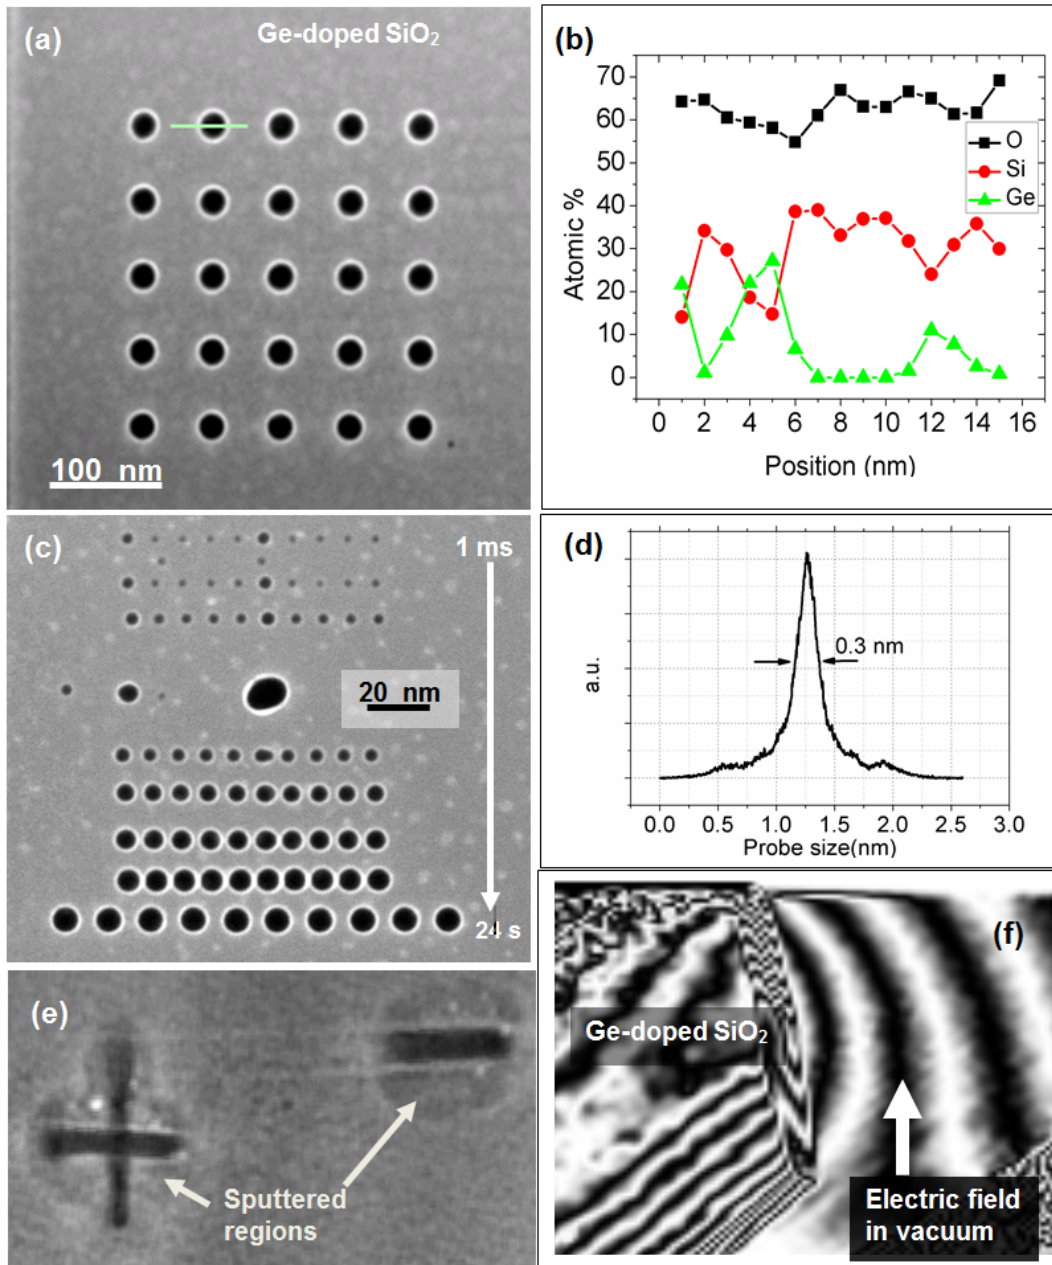 (a)
Ge-doped SiO₂
100 nm
(b)
70
60
50
40
30
20
10
0
Atomic %
O
Si
Ge
0 2 4 6 8 10 12 14 16
Position (nm)
(c)
1 ms
20 nm
24 s
(d)
0.3 nm
a.u.
0.0 0.5 1.0 1.5 2.0 2.5 3.0
Probe size(nm)
(e)
Sputtered
regions
(f)
Ge-doped SiO₂
Electric field
in vacuum